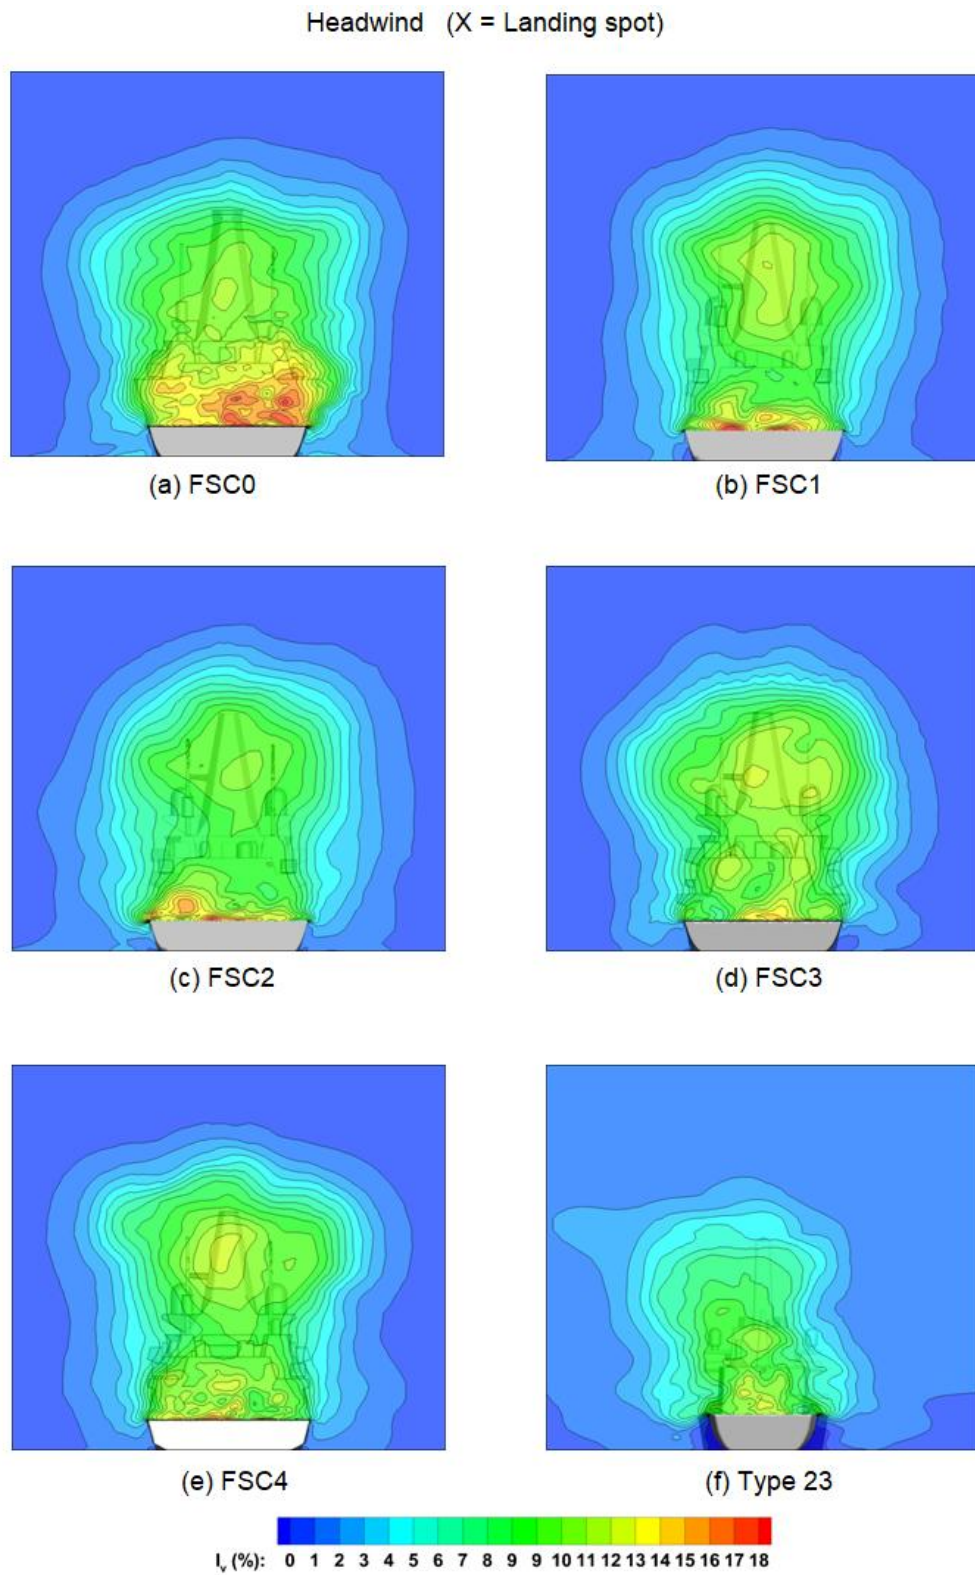 Headwind (X = Landing spot)
(a) FSC0
(b) FSC1
(c) FSC2
(d) FSC3
(e) FSC4
(f) Type 23
Iv (%): 0 1 2 3 4 5 6 7 8 9 9 10 11 12 13 14 15 16 17 18